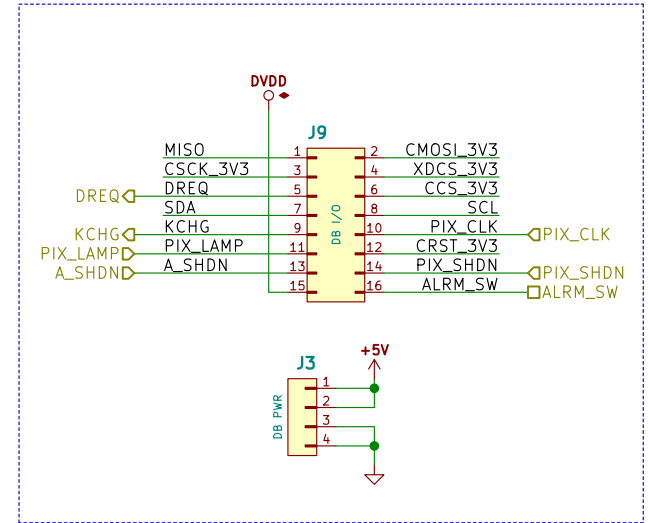 DVDD
J9
MISO 1 2 CMOSI_3V3
CSCK_3V3 3 4 XDCS_3V3
DREQ DREQ 5 6 CCS_3V3
SDA 7 8 SCL
KCHG KCHG 9 10 PIX_CLK PIX_CLK
PIX_LAMP PIX_LAMP 11 12 CRST_3V3
A_SHDN A_SHDN 13 14 PIX_SHDN PIX_SHDN
15 16 ALRM_SW ALRM_SW
DB I/O
+5V
J3
1
2
3
4
DB PWR